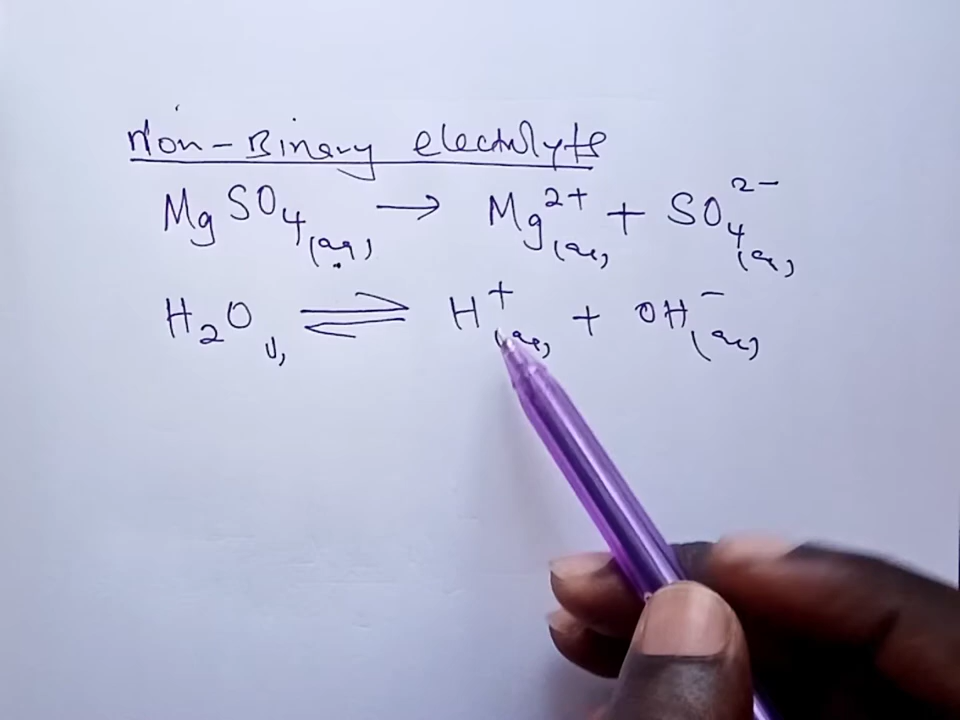 Non-Binary electrolyte
MgSO₄(aq) → Mg²⁺(aq) + SO₄²⁻(aq)
H₂O(l) ⇌ H⁺(aq) + OH⁻(aq)